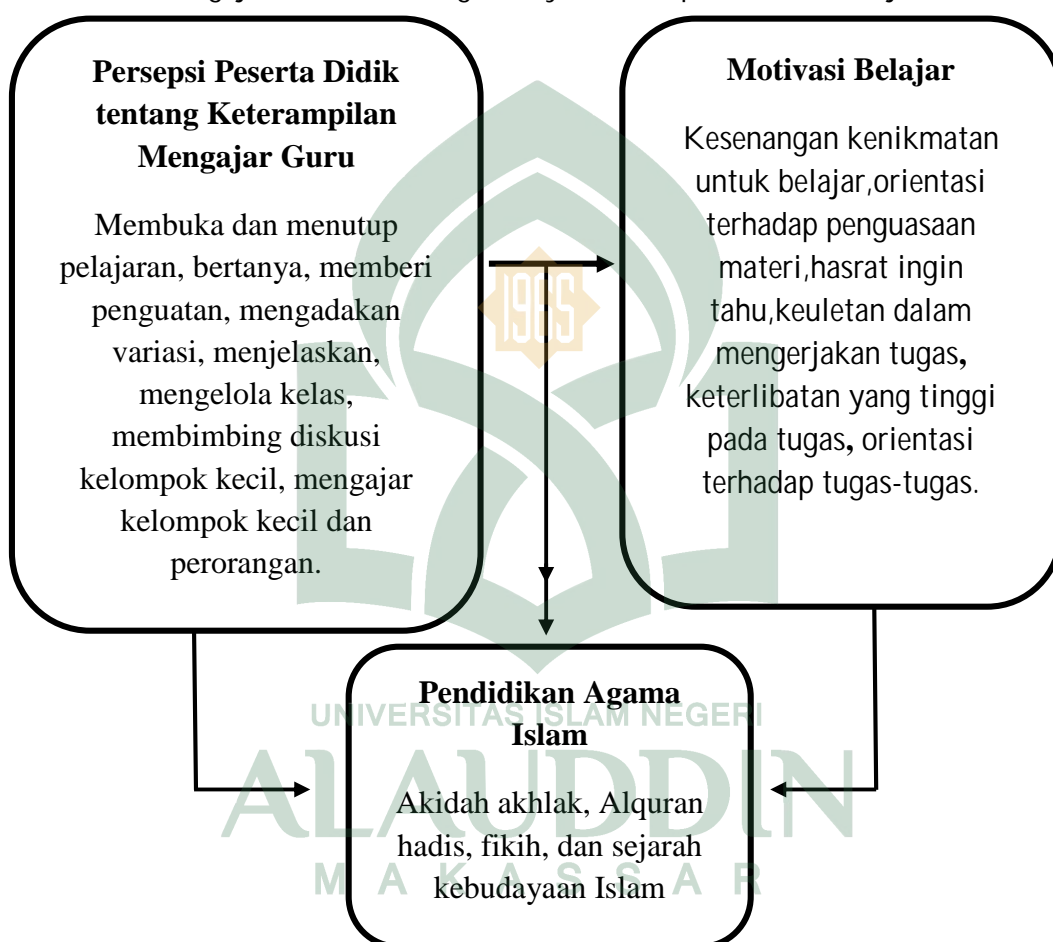 Persepsi Peserta Didik
tentang Keterampilan
Mengajar Guru
Membuka dan menutup
pelajaran, bertanya, memberi
penguatan, mengadakan
variasi, menjelaskan,
mengelola kelas,
membimbing diskusi
kelompok kecil, mengajar
kelompok kecil dan
perorangan.
Motivasi Belajar
Kesenangan kenikmatan
untuk belajar,orientasi
terhadap penguasaan
materi,hasrat ingin
tahu,keuletan dalam
mengerjakan tugas,
keterlibatan yang tinggi
pada tugas, orientasi
terhadap tugas-tugas.
1965
Pendidikan Agama
Islam
Akidah akhlak, Alquran
hadis, fikih, dan sejarah
kebudayaan Islam
UNIVERSITAS ISLAM NEGERI
ALAUDDIN
MAKASSAR